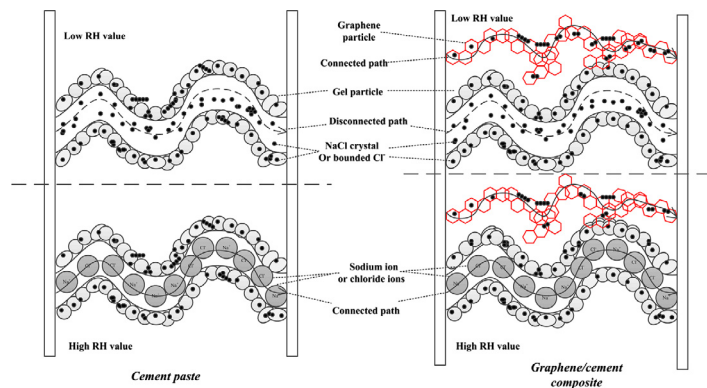 Low RH value
Graphene
particle
Low RH value
Connected path
Gel particle
Disconnected path
NaCl crystal
Or bounded Cl⁻
Sodium ion
or chloride ions
Connected path
High RH value
High RH value
Cement paste
Graphene/cement
composite